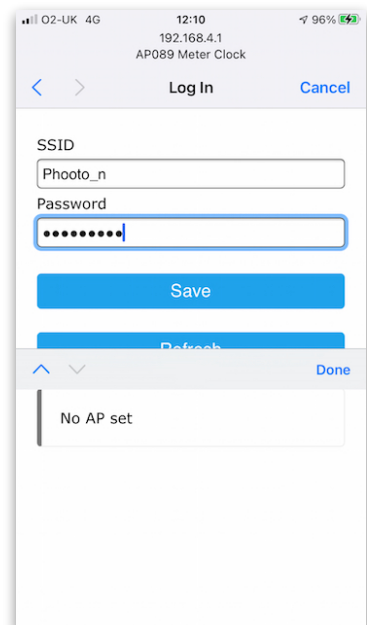 O2-UK 4G 12:10 96%
192.168.4.1
AP089 Meter Clock
Log In Cancel
SSID
Phooto_n
Password
•••••••••
Save
Refresh
Done
No AP set